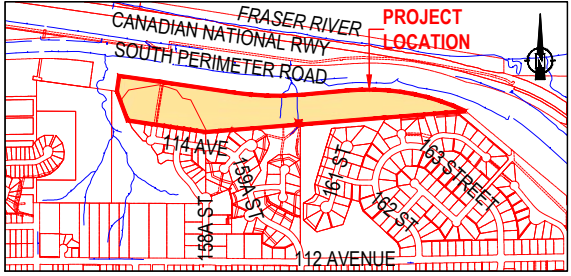 FRASER RIVER
CANADIAN NATIONAL RWY
SOUTH PERIMETER ROAD
PROJECT
LOCATION
N
114 AVE
158A ST
159A ST
161 ST
162 ST
163 STREET
112 AVENUE